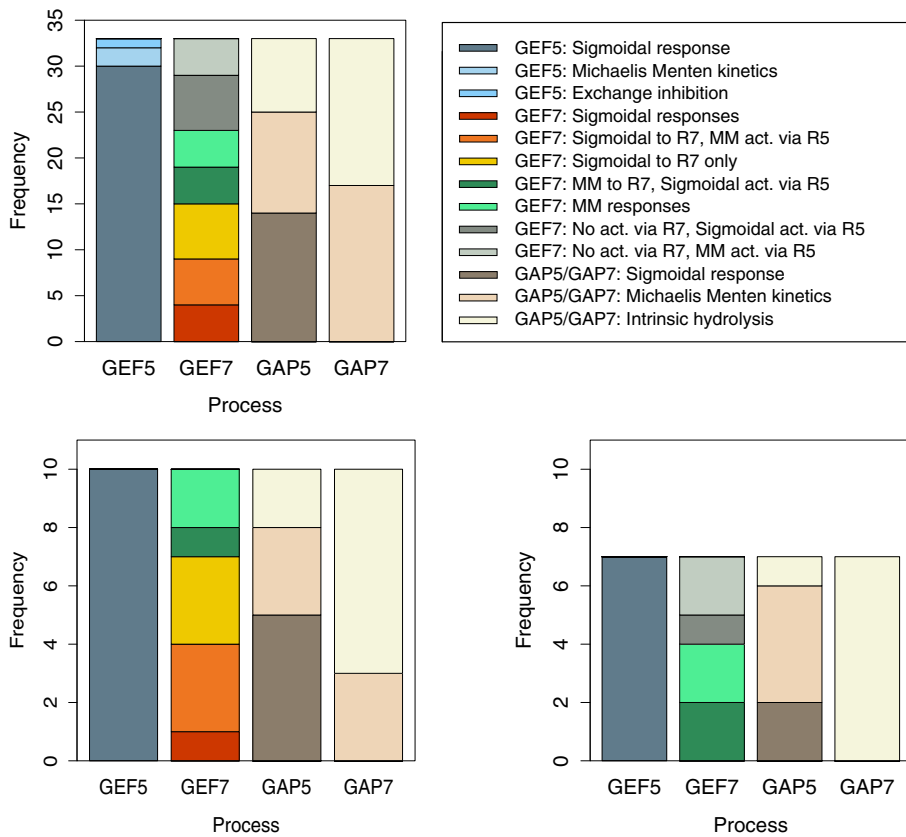 35
30
25
20
15
10
5
0
Frequency
GEF5 GEF7 GAP5 GAP7
Process
GEF5: Sigmoidal response
GEF5: Michaelis Menten kinetics
GEF5: Exchange inhibition
GEF7: Sigmoidal responses
GEF7: Sigmoidal to R7, MM act. via R5
GEF7: Sigmoidal to R7 only
GEF7: MM to R7, Sigmoidal act. via R5
GEF7: MM responses
GEF7: No act. via R7, Sigmoidal act. via R5
GEF7: No act. via R7, MM act. via R5
GAP5/GAP7: Sigmoidal response
GAP5/GAP7: Michaelis Menten kinetics
GAP5/GAP7: Intrinsic hydrolysis
10
8
6
4
2
0
Frequency
GEF5 GEF7 GAP5 GAP7
Process
10
8
6
4
2
0
Frequency
GEF5 GEF7 GAP5 GAP7
Process